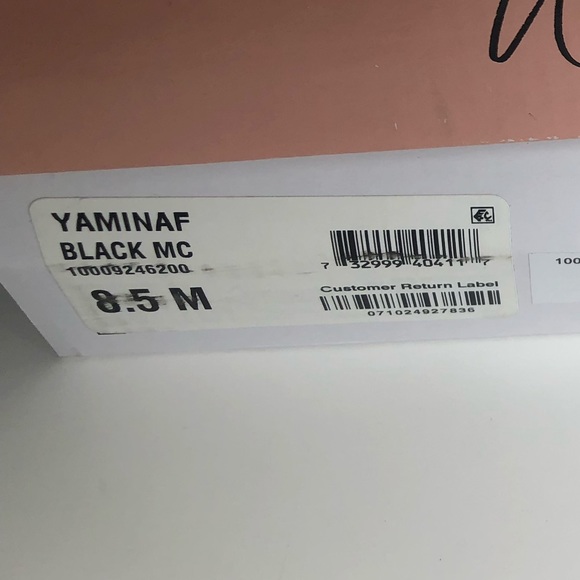 YAMINAF
BLACK MC
10009246200
8.5 M
7 32999 40411 7
Customer Return Label
071024927836
100